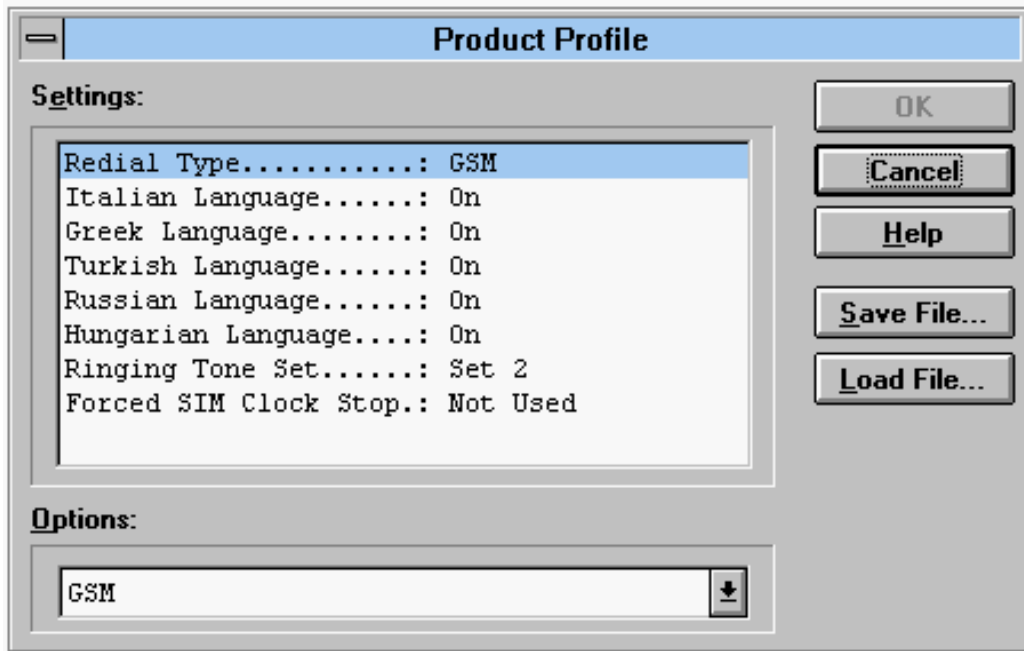 Product Profile
Settings:
Redial Type...........: GSM
Italian Language......: On
Greek Language........: On
Turkish Language......: On
Russian Language......: On
Hungarian Language....: On
Ringing Tone Set......: Set 2
Forced SIM Clock Stop.: Not Used
OK
Cancel
Help
Save File...
Load File...
Options:
GSM